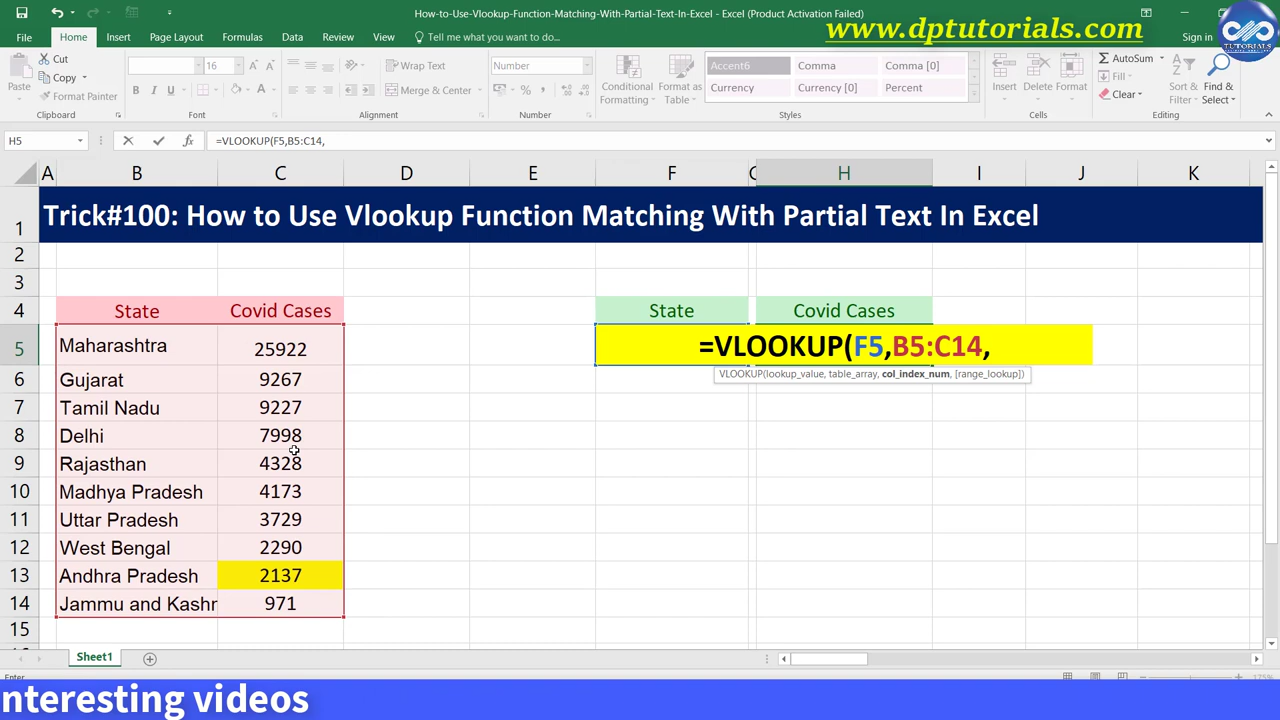 How-to-Use-Vlookup-Function-Matching-With-Partial-Text-In-Excel - Excel (Product Activation Failed)
www.dptutorials.com
TUTORIALS
File Home Insert Page Layout Formulas Data Review View Tell me what you want to do... Sign in
Cut
Copy
Format Painter
Paste
Clipboard
16
A A
B I U
A
Font
Wrap Text
Merge & Center
Alignment
Number
%
Number
Conditional Formatting
Format as Table
Accent6 Comma Comma [0]
Currency Currency [0] Percent
Styles
Insert Delete Format
Cells
AutoSum
Fill
Clear
Sort & Filter
Find & Select
Editing
H5 fx =VLOOKUP(F5,B5:C14,
A B C D E F G H I J K
1 Trick#100: How to Use Vlookup Function Matching With Partial Text In Excel
2
3
4 State Covid Cases State Covid Cases
5 Maharashtra 25922 =VLOOKUP(F5,B5:C14,
VLOOKUP(lookup_value, table_array, col_index_num, [range_lookup])
6 Gujarat 9267
7 Tamil Nadu 9227
8 Delhi 7998
9 Rajasthan 4328
10 Madhya Pradesh 4173
11 Uttar Pradesh 3729
12 West Bengal 2290
13 Andhra Pradesh 2137
14 Jammu and Kashr 971
15
Sheet1
Enter
175%
nteresting videos